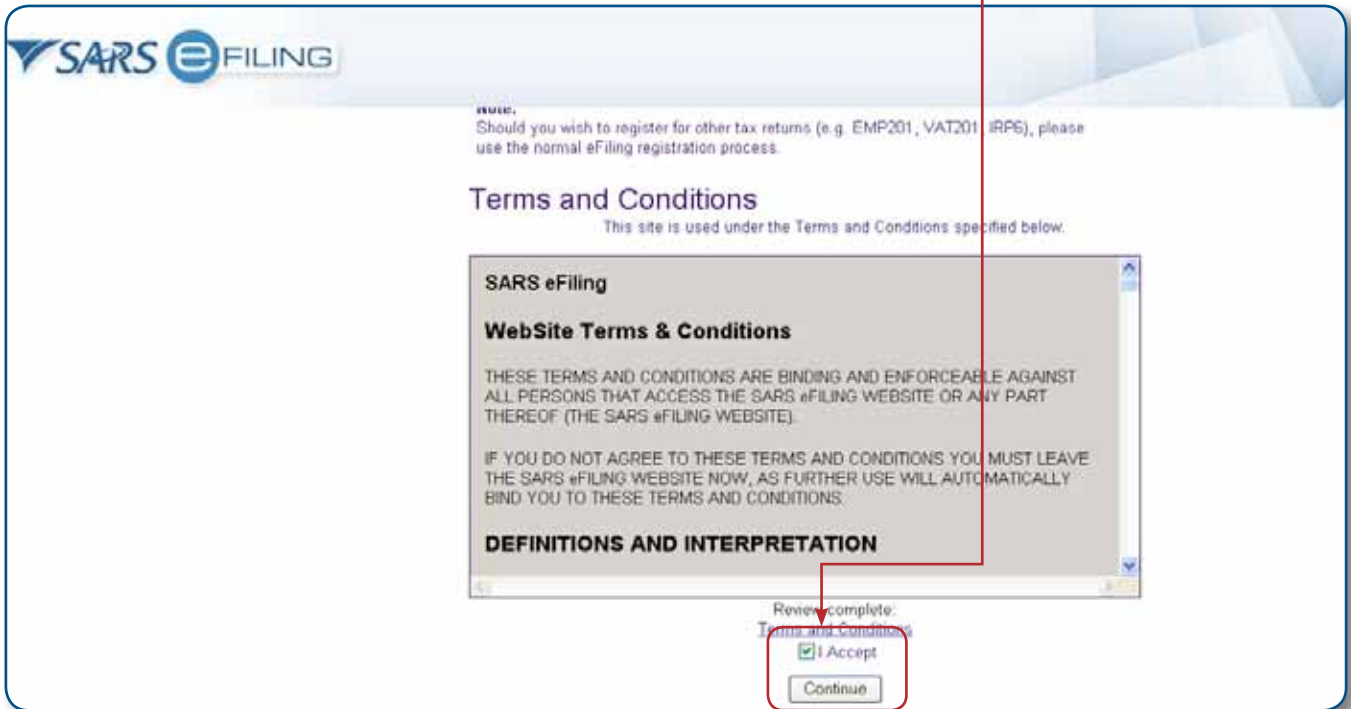 SARS eFILING
Note:
Should you wish to register for other tax returns (e.g. EMP201, VAT201, IRP6), please
use the normal eFiling registration process.
Terms and Conditions
This site is used under the Terms and Conditions specified below.
SARS eFiling
WebSite Terms & Conditions
THESE TERMS AND CONDITIONS ARE BINDING AND ENFORCEABLE AGAINST
ALL PERSONS THAT ACCESS THE SARS eFILING WEBSITE OR ANY PART
THEREOF (THE SARS eFILING WEBSITE).
IF YOU DO NOT AGREE TO THESE TERMS AND CONDITIONS YOU MUST LEAVE
THE SARS eFILING WEBSITE NOW, AS FURTHER USE WILL AUTOMATICALLY
BIND YOU TO THESE TERMS AND CONDITIONS.
DEFINITIONS AND INTERPRETATION
Review complete:
Terms and Conditions
I Accept
Continue